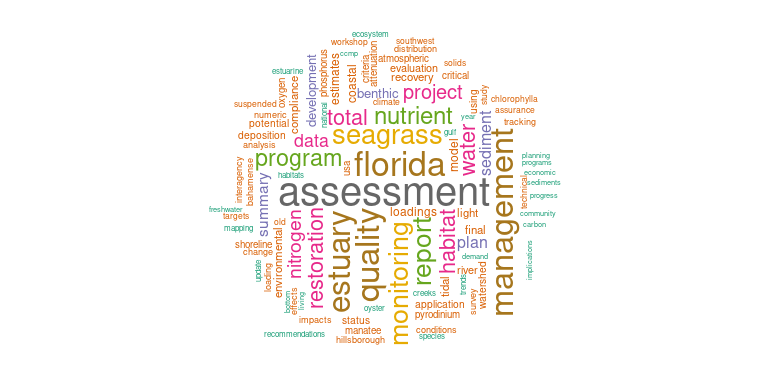 ecosystem
workshop
southwest
distribution
ccmp
atmospheric
estuarine
development
phosphorus
estimates
coastal
criteria
attenuation
evaluation
solids
recovery
critical
oxygen
compliance
climate
benthic
project
using
study
chlorophylla
suspended
numeric
potential
national
total
nutrient
year
assurance
tracking
deposition
data
seagrass
gulf
water
sediment
analysis
program
usa
florida
model
management
planning
programs
interagency
bahamense
habitats
economic
sediments
assessment
technical
progress
summary
freshwater
targets
old
loadings
light
community
mapping
nitrogen
restoration
estuary
quality
monitoring
report
habitat
final
carbon
shoreline
change
environmental
plan
demand
update
loading
river
watershed
implications
bottom
effects
living
creeks
tidal
trends
survey
oyster
application
pyrodinium
impacts
status
manatee
conditions
recommendations
hillsborough
species